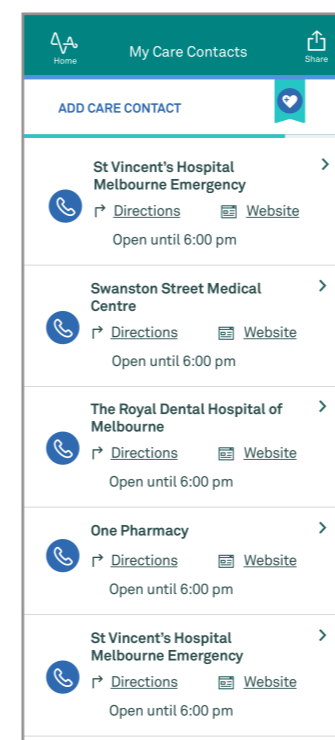 My Care Contacts
Home
Share
ADD CARE CONTACT
St Vincent's Hospital
Melbourne Emergency
Directions Website
Open until 6:00 pm
Swanston Street Medical
Centre
Directions Website
Open until 6:00 pm
The Royal Dental Hospital of
Melbourne
Directions Website
Open until 6:00 pm
One Pharmacy
Directions Website
Open until 6:00 pm
St Vincent's Hospital
Melbourne Emergency
Directions Website
Open until 6:00 pm